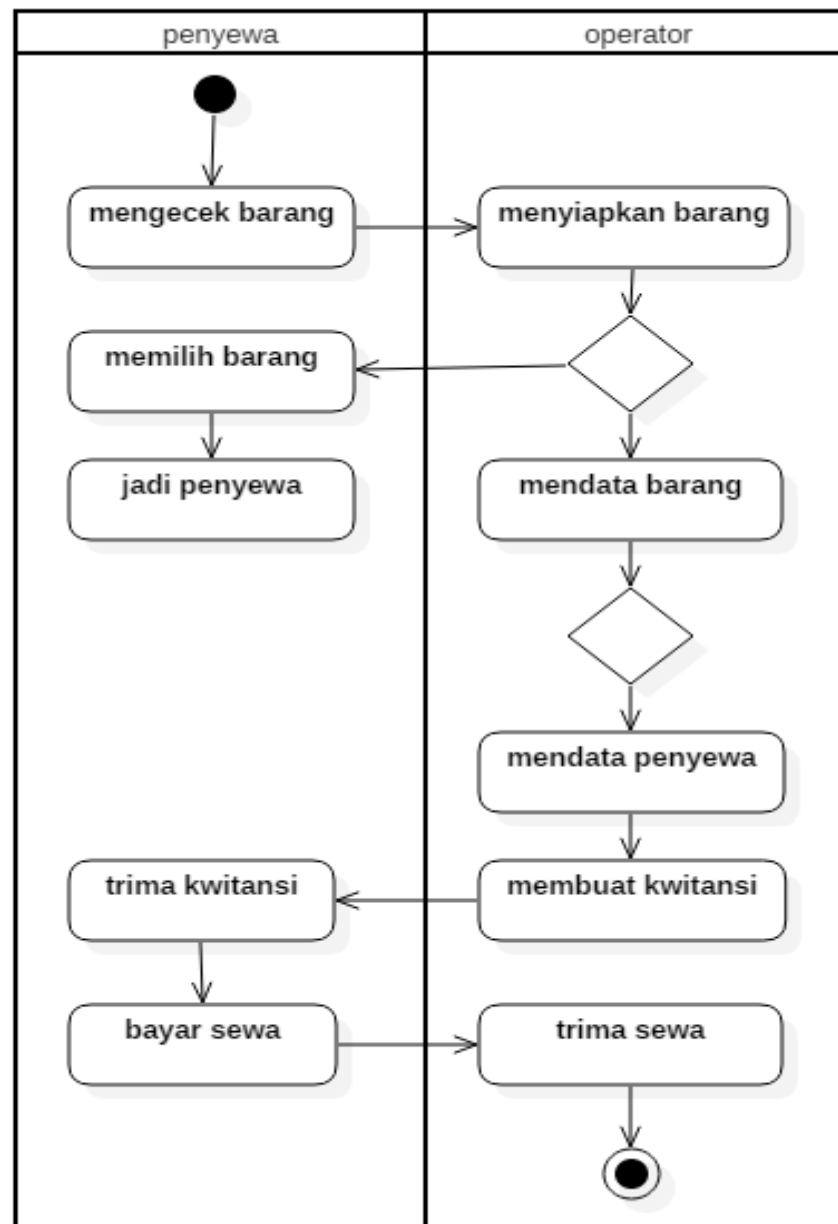 penyewa
operator
mengecek barang
menyiapkan barang
memilih barang
jadi penyewa
mendata barang
mendata penyewa
trima kwitansi
membuat kwitansi
bayar sewa
trima sewa